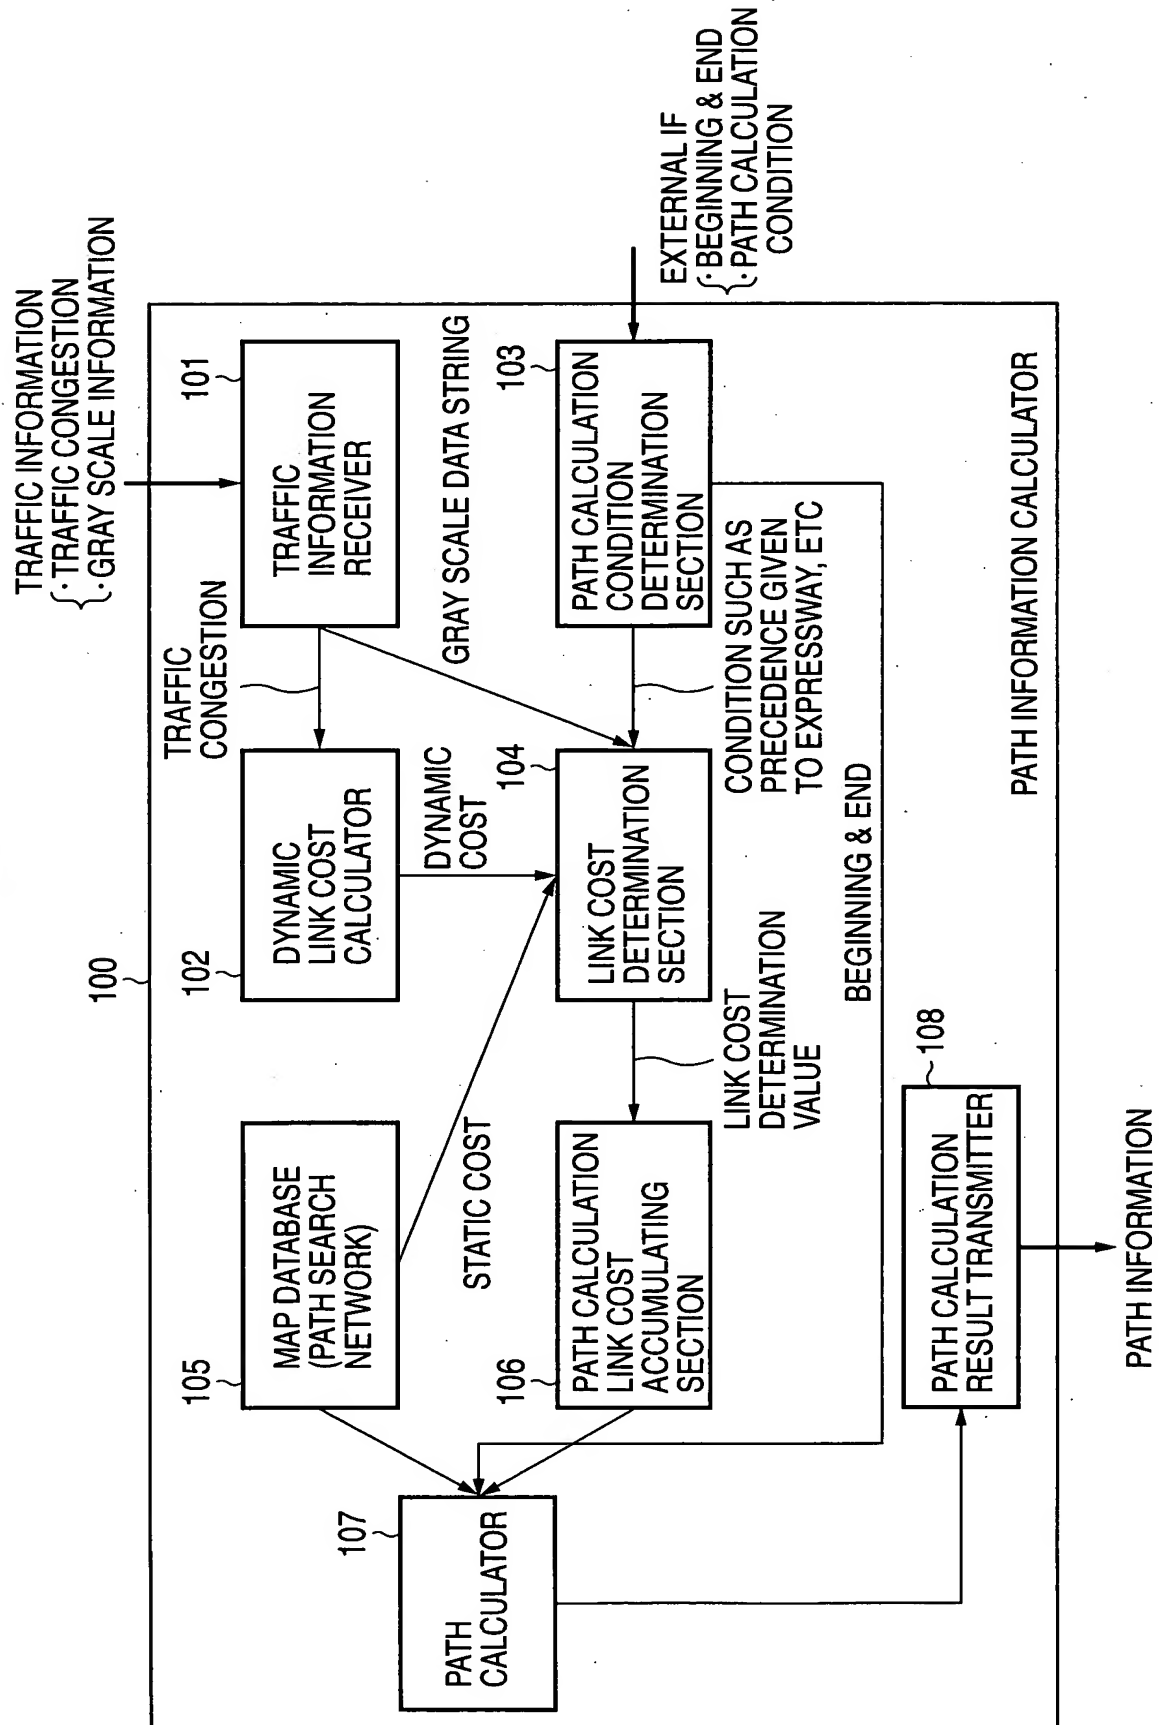 TRAFFIC INFORMATION
· TRAFFIC CONGESTION
· GRAY SCALE INFORMATION
100
105
MAP DATABASE
(PATH SEARCH
NETWORK)
102
DYNAMIC
LINK COST
CALCULATOR
TRAFFIC
CONGESTION
101
TRAFFIC
INFORMATION
RECEIVER
107
PATH
CALCULATOR
STATIC COST
DYNAMIC
COST
GRAY SCALE DATA STRING
106
PATH CALCULATION
LINK COST
ACCUMULATING
SECTION
104
LINK COST
DETERMINATION
SECTION
103
PATH CALCULATION
CONDITION
DETERMINATION
SECTION
EXTERNAL IF
· BEGINNING & END
· PATH CALCULATION
CONDITION
LINK COST
DETERMINATION
VALUE
CONDITION SUCH AS
PRECEDENCE GIVEN
TO EXPRESSWAY, ETC
BEGINNING & END
108
PATH CALCULATION
RESULT TRANSMITTER
PATH INFORMATION CALCULATOR
PATH INFORMATION